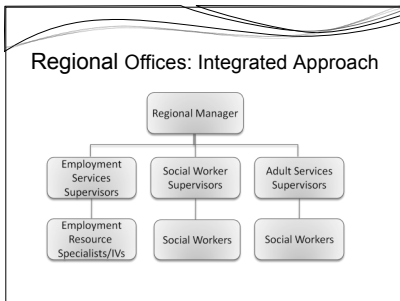 Regional Offices: Integrated Approach
Regional Manager
Employment
Services
Supervisors
Social Worker
Supervisors
Adult Services
Supervisors
Employment
Resource
Specialists/IVs
Social Workers
Social Workers